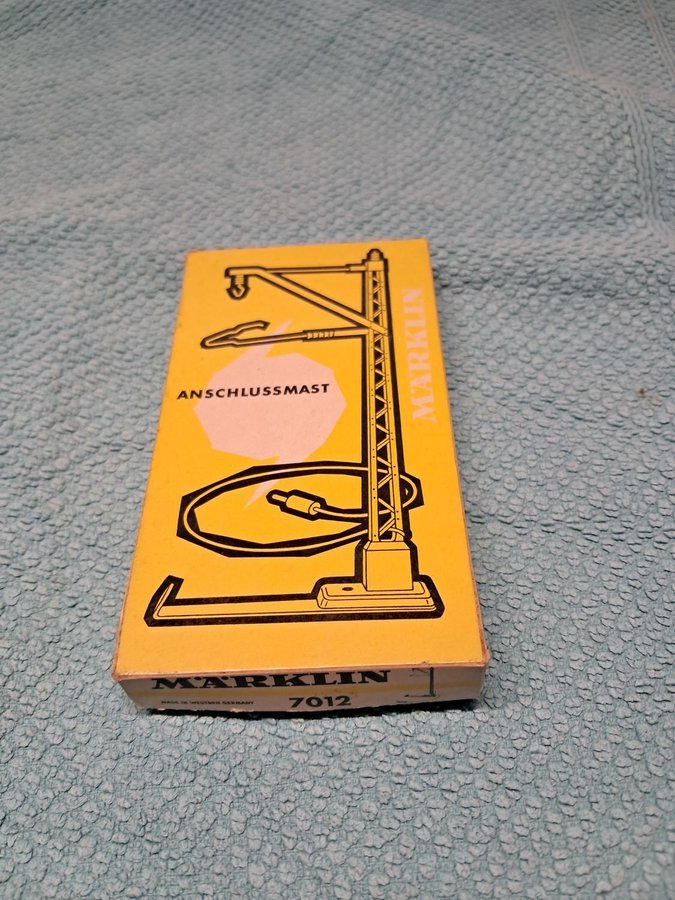 ANSCHLUSSMAST
MÄRKLIN
MÄRKLIN
MADE IN WESTERN GERMANY
7012